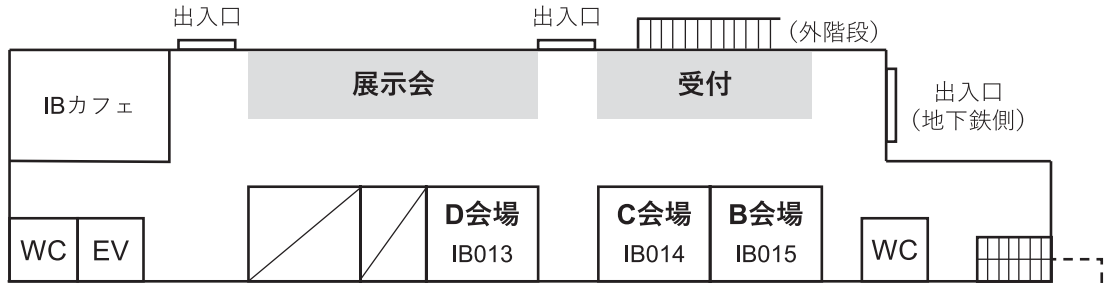 出入口
出入口
（外階段）
IBカフェ
展示会
受付
出入口
（地下鉄側）
WC
EV
D会場
IB013
C会場
IB014
B会場
IB015
WC